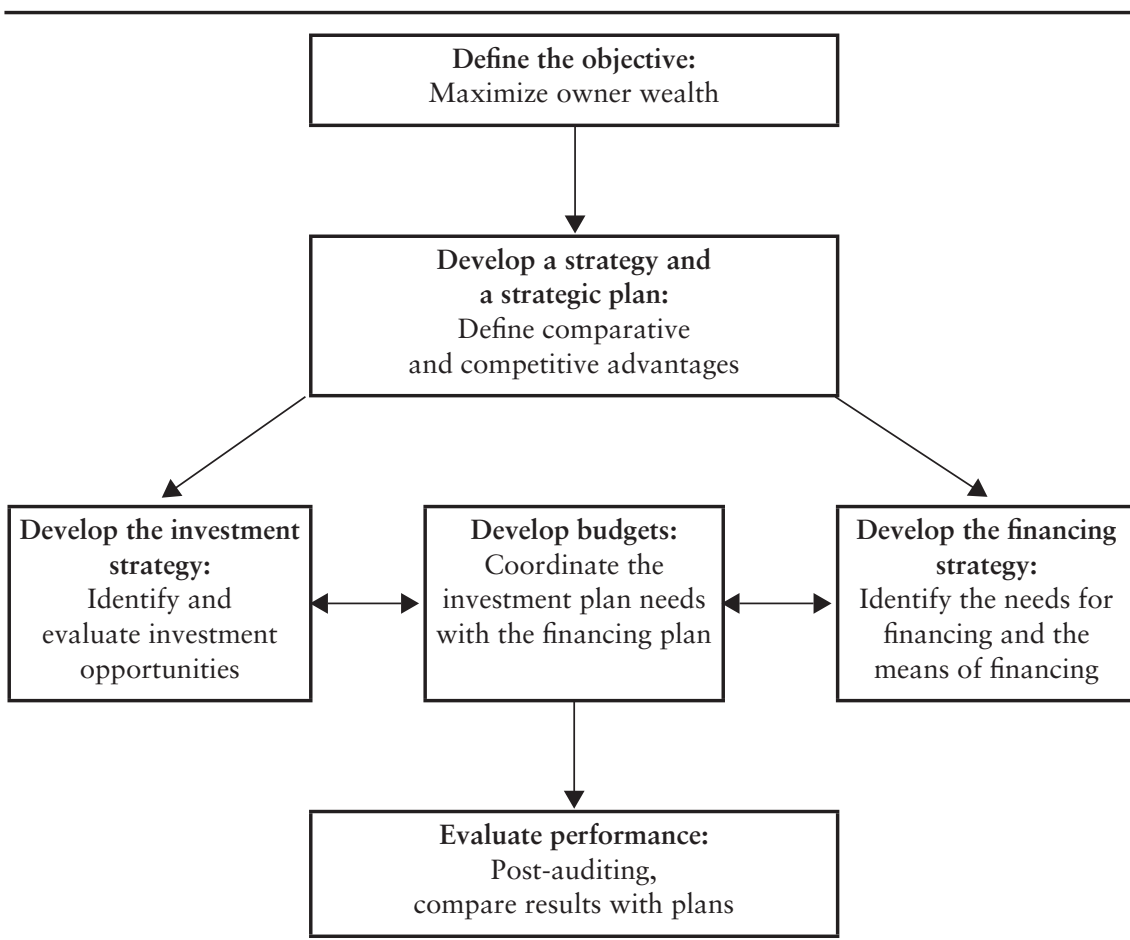 Define the objective:
Maximize owner wealth
Develop a strategy and
a strategic plan:
Define comparative
and competitive advantages
Develop the investment
strategy:
Identify and
evaluate investment
opportunities
Develop budgets:
Coordinate the
investment plan needs
with the financing plan
Develop the financing
strategy:
Identify the needs for
financing and the
means of financing
Evaluate performance:
Post-auditing,
compare results with plans